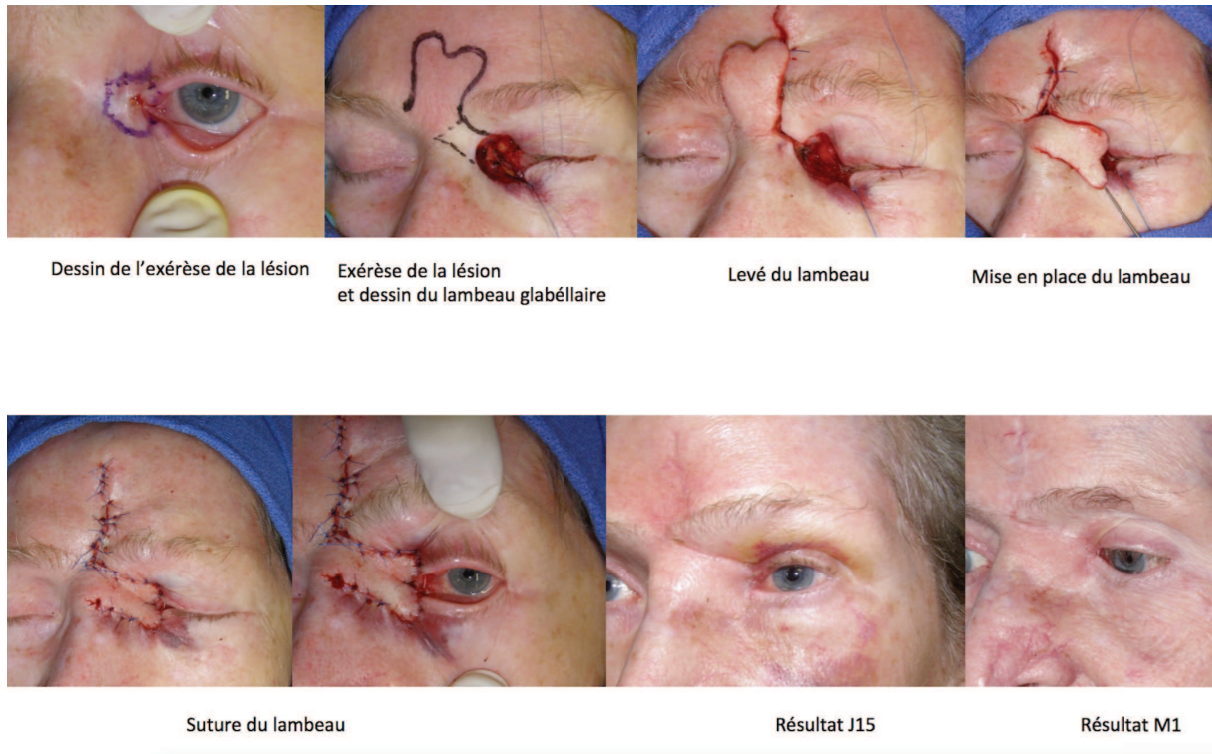 Dessin de l'exérèse de la lésion
Exérèse de la lésion
et dessin du lambeau glabéllaire
Levé du lambeau
Mise en place du lambeau
Suture du lambeau
Résultat J15
Résultat M1